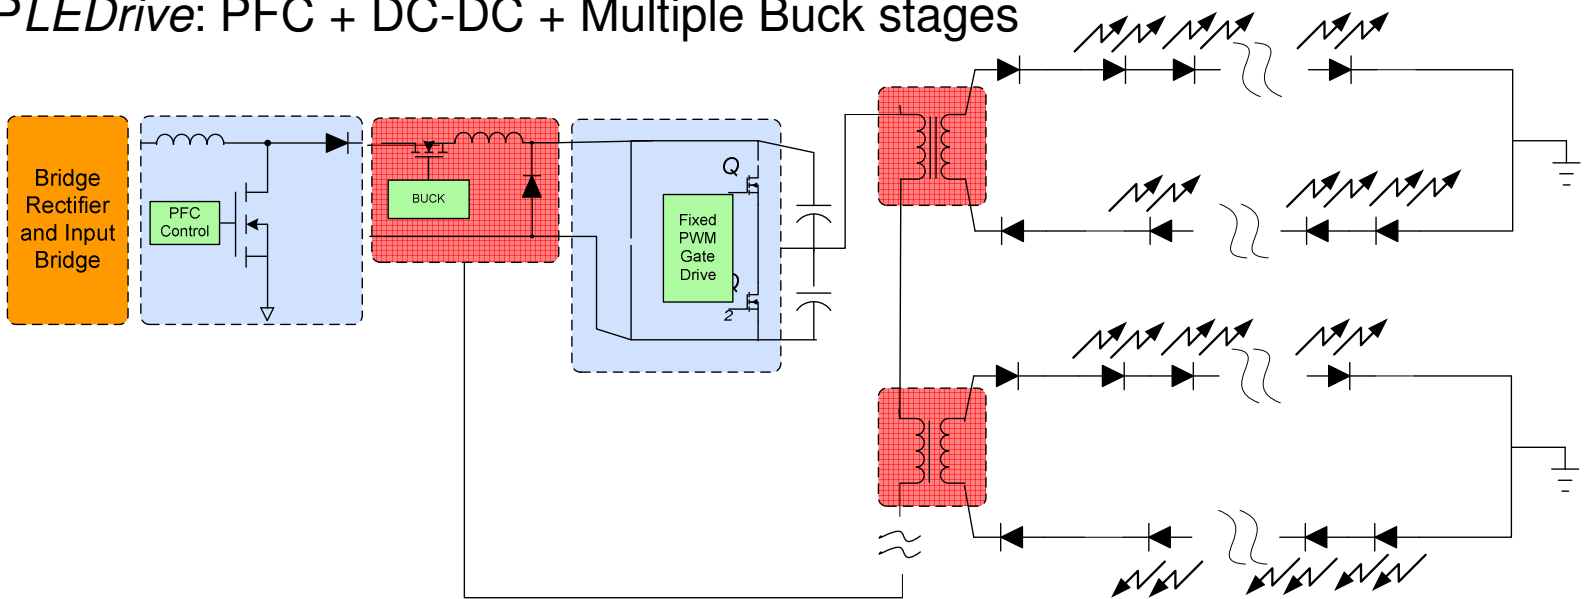 PLEDrive: PFC + DC-DC + Multiple Buck stages
Bridge
Rectifier
and Input
Bridge
PFC
Control
BUCK
Fixed
PWM
Gate
Drive
Q
Q
2